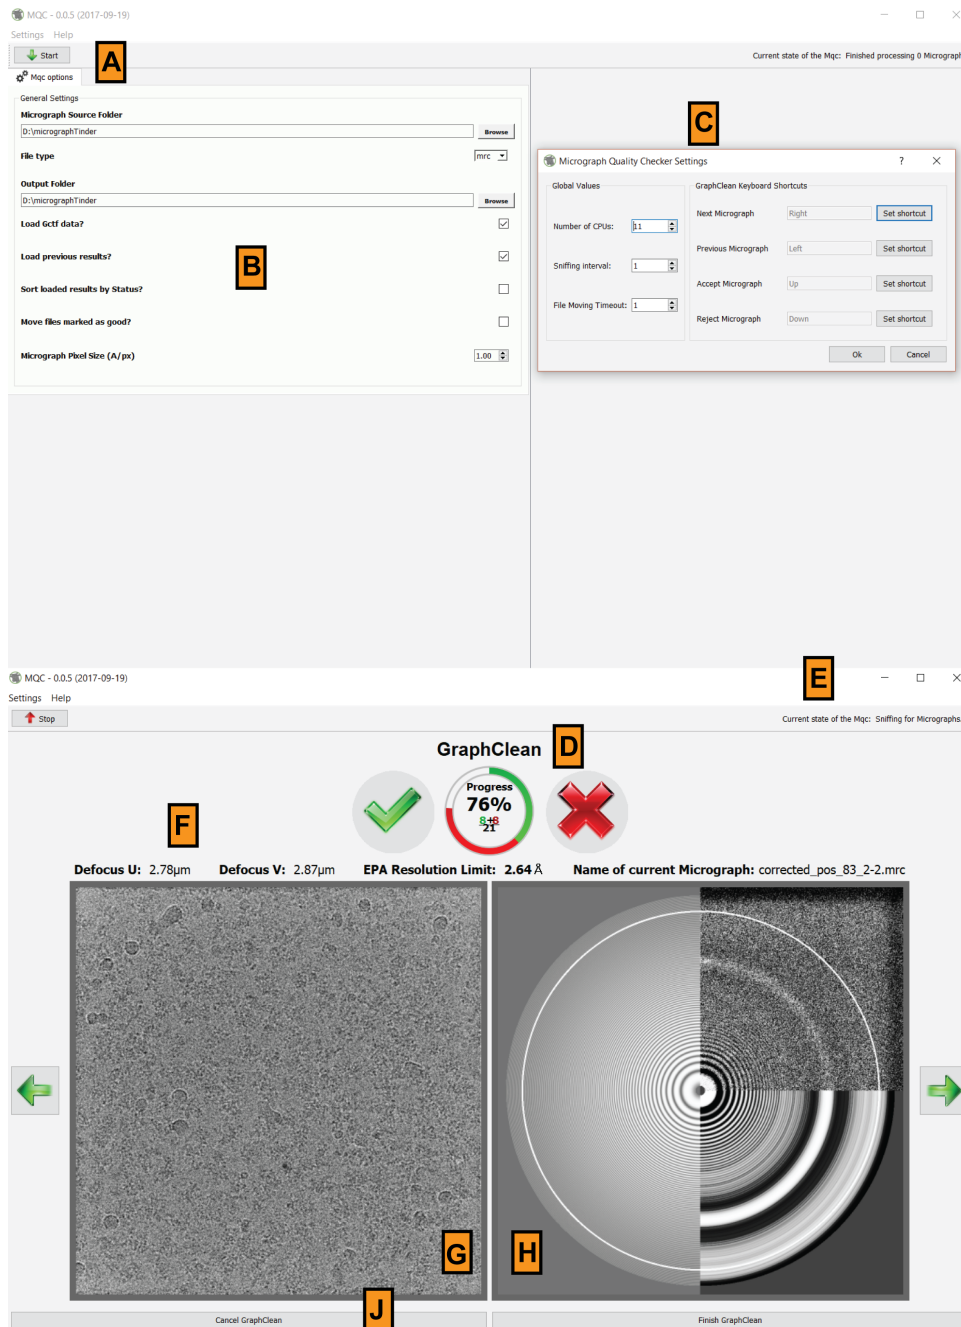 MQC - 0.0.5 (2017-09-19)
Settings Help
Start
A
Current state of the Mqc: Finished processing 0 Micrograph
Mqc options
General Settings
Micrograph Source Folder
D:\micrographTinder
Browse
File type
mrc
Output Folder
D:\micrographTinder
Browse
Load Gctf data?
Load previous results?
B
Sort loaded results by Status?
Move files marked as good?
Micrograph Pixel Size (A/px)
1.00
C
Micrograph Quality Checker Settings
?
Global Values
GraphClean Keyboard Shortcuts
Number of CPUs:
11
Sniffing interval:
1
File Moving Timeout:
1
Next Micrograph
Right
Set shortcut
Previous Micrograph
Left
Set shortcut
Accept Micrograph
Up
Set shortcut
Reject Micrograph
Down
Set shortcut
Ok
Cancel
MQC - 0.0.5 (2017-09-19)
E
Settings Help
Stop
Current state of the Mqc: Sniffing for Micrographs
GraphClean
D
Progress
76%
8+8
21
F
Defocus U: 2.78µm
Defocus V: 2.87µm
EPA Resolution Limit: 2.64 Å
Name of current Micrograph: corrected_pos_83_2-2.mrc
G
H
J
Cancel GraphClean
Finish GraphClean